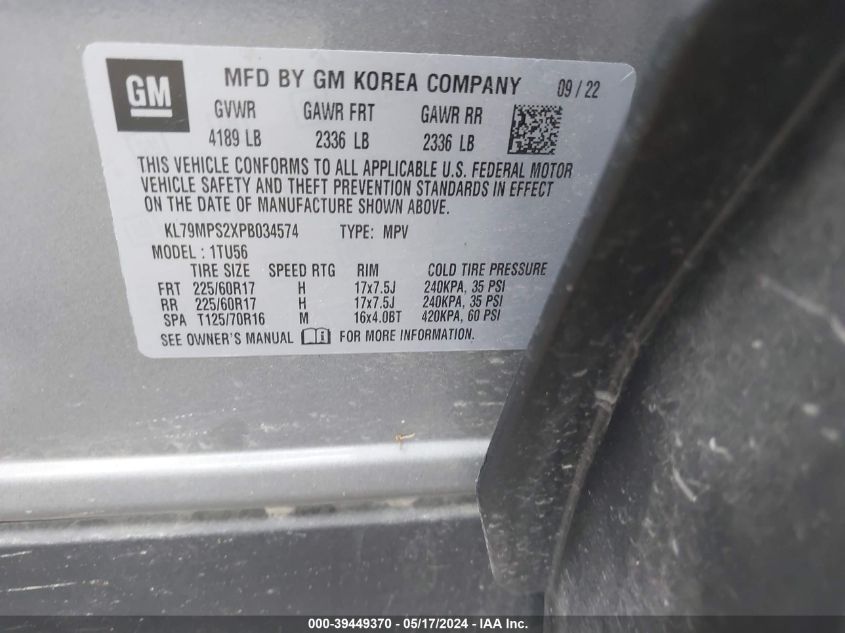 GM
MFD BY GM KOREA COMPANY 09 / 22
GVWR GAWR FRT GAWR RR
4189 LB 2336 LB 2336 LB
THIS VEHICLE CONFORMS TO ALL APPLICABLE U.S. FEDERAL MOTOR
VEHICLE SAFETY AND THEFT PREVENTION STANDARDS IN EFFECT
ON THE DATE OF MANUFACTURE SHOWN ABOVE.
KL79MPS2XPB034574 TYPE: MPV
MODEL : 1TU56
TIRE SIZE SPEED RTG RIM COLD TIRE PRESSURE
FRT 225/60R17 H 17x7.5J 240KPA, 35 PSI
RR 225/60R17 H 17x7.5J 240KPA, 35 PSI
SPA T125/70R16 M 16x4.0BT 420KPA, 60 PSI
SEE OWNER'S MANUAL FOR MORE INFORMATION.
000-39449370 - 05/17/2024 - IAA Inc.